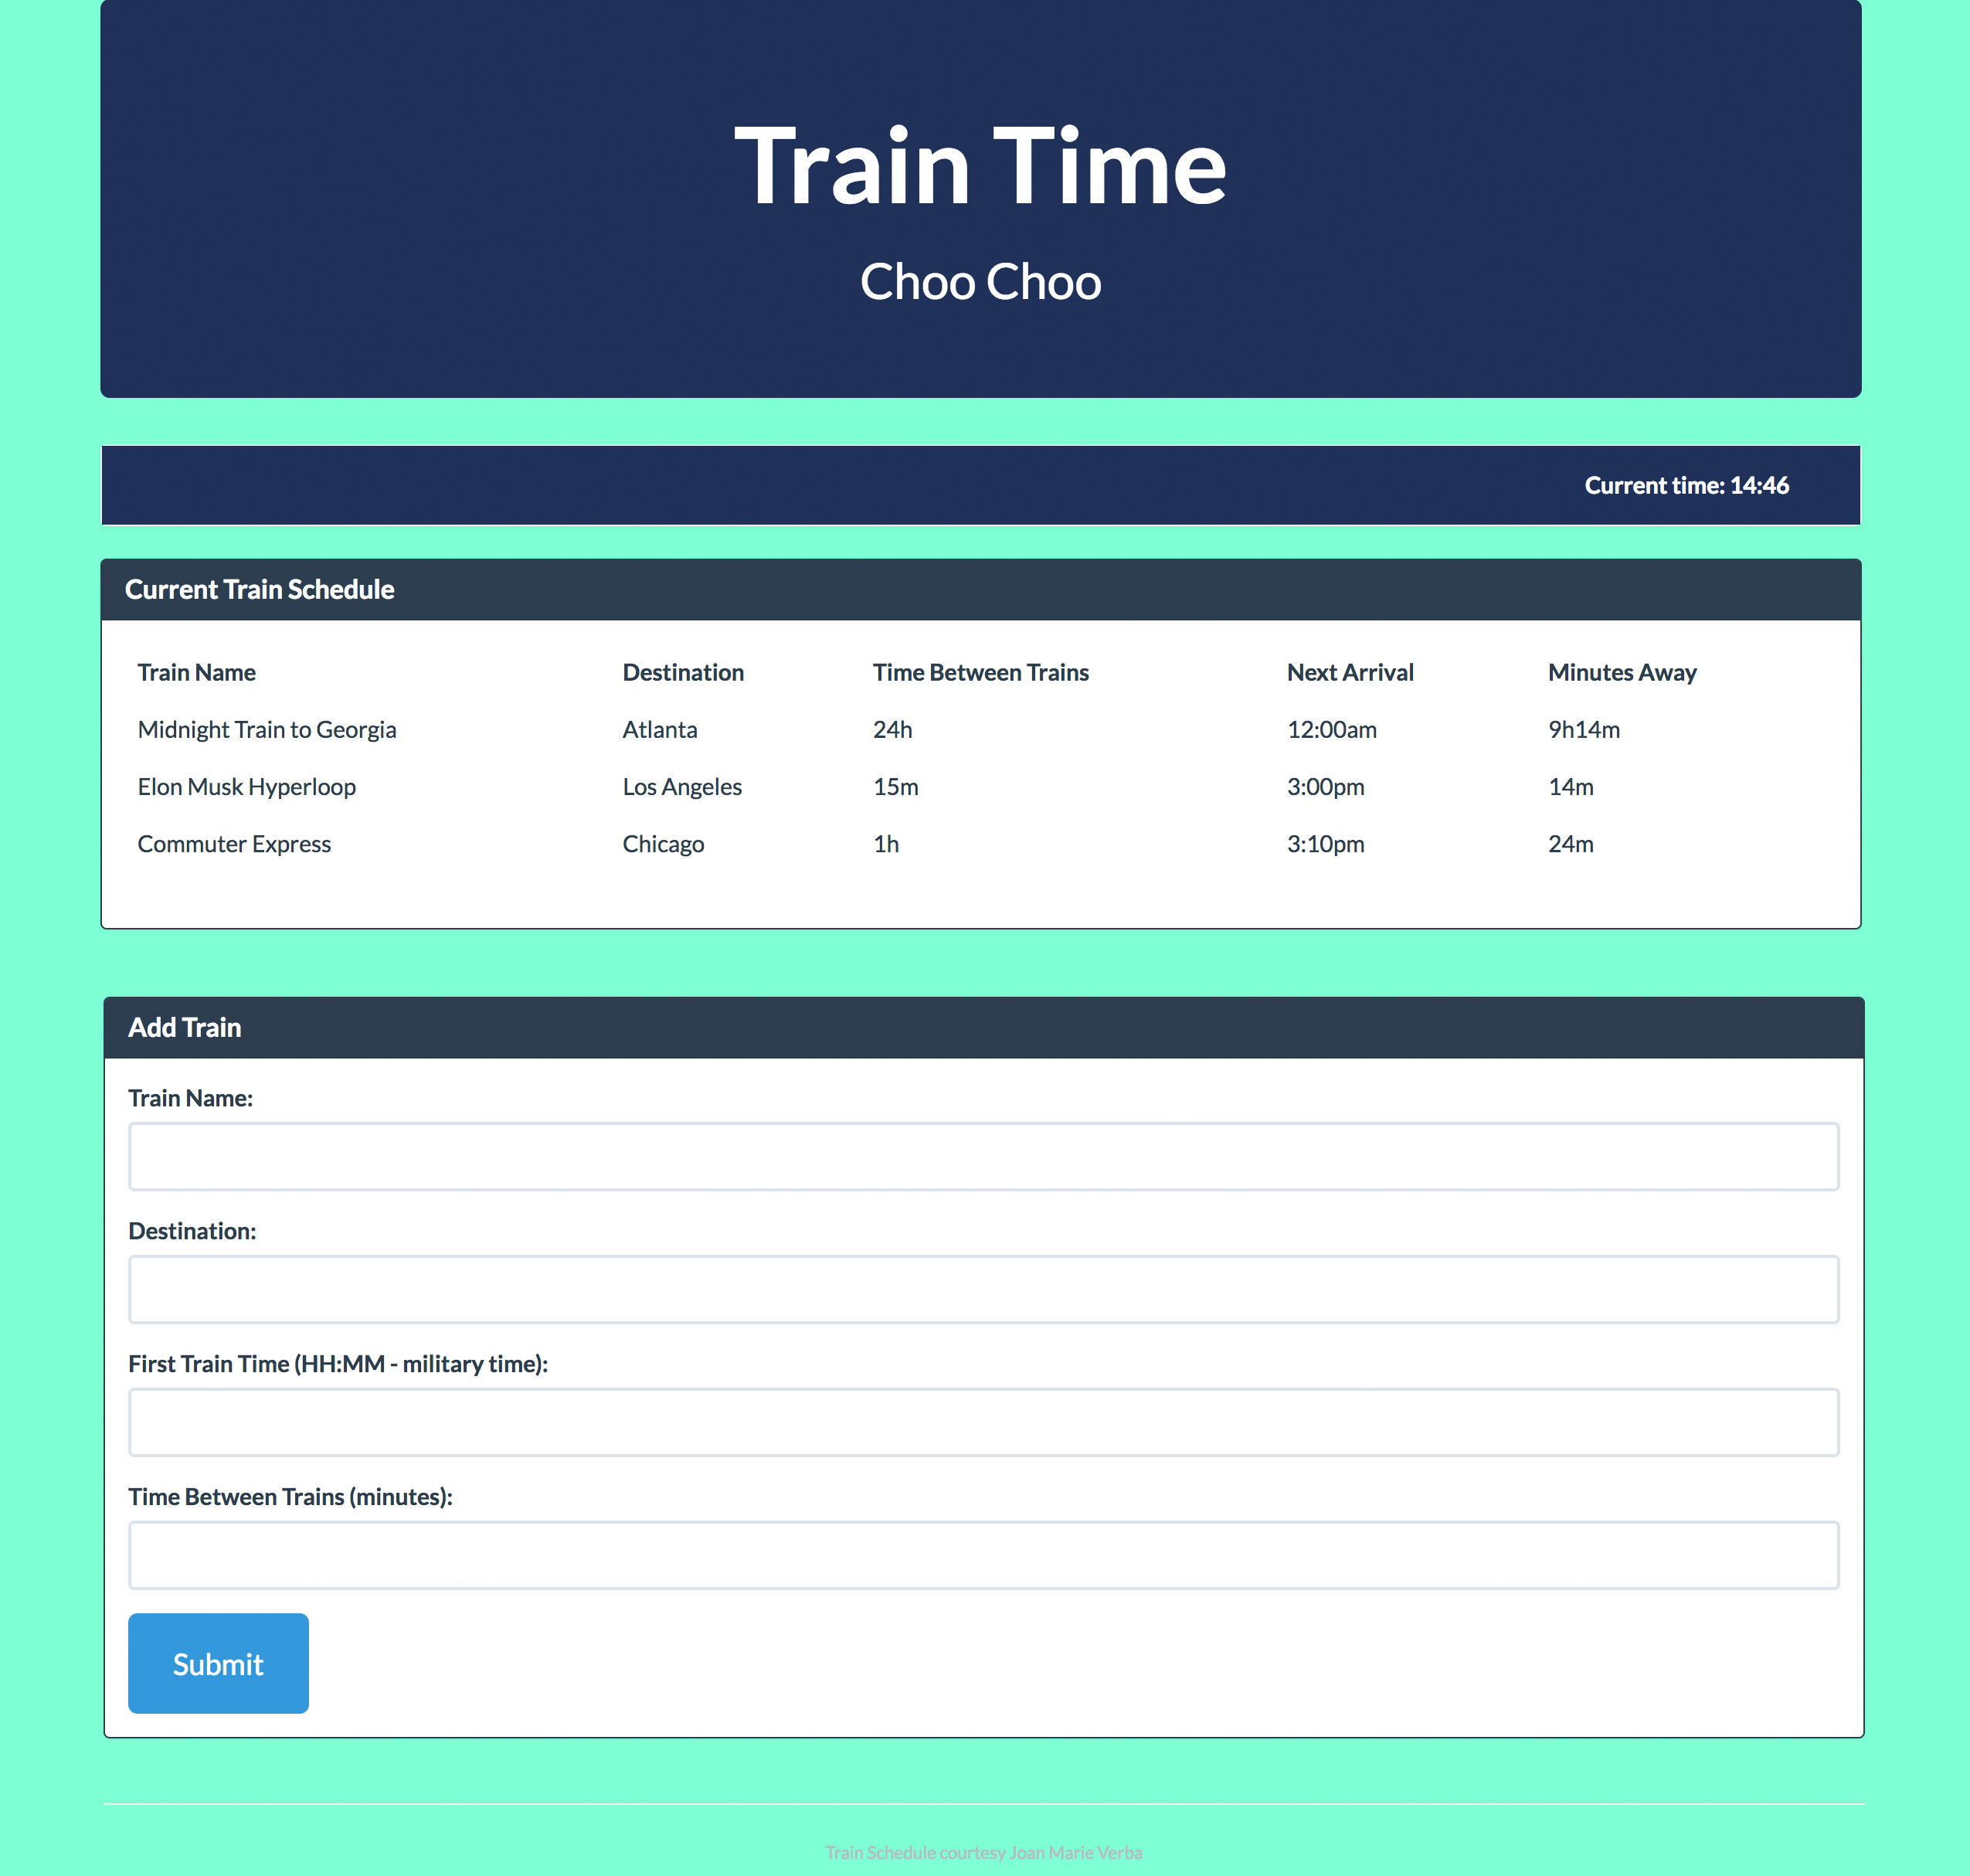 Train Time
Choo Choo
Current time: 14:46
Current Train Schedule
Train Name Destination Time Between Trains Next Arrival Minutes Away
Midnight Train to Georgia Atlanta 24h 12:00am 9h14m
Elon Musk Hyperloop Los Angeles 15m 3:00pm 14m
Commuter Express Chicago 1h 3:10pm 24m
Add Train
Train Name:
Destination:
First Train Time (HH:MM - military time):
Time Between Trains (minutes):
Submit
Train Schedule courtesy Joan Marie Verba